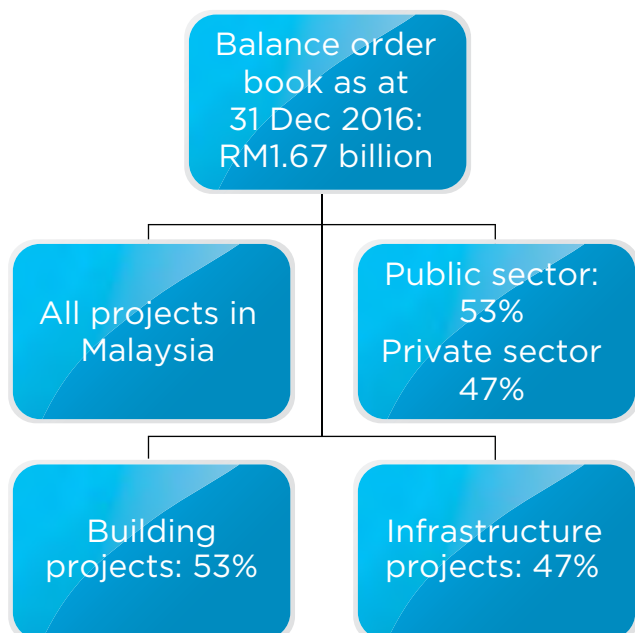 Balance order
book as at
31 Dec 2016:
RM1.67 billion
All projects in
Malaysia
Public sector:
53%
Private sector
47%
Building
projects: 53%
Infrastructure
projects: 47%